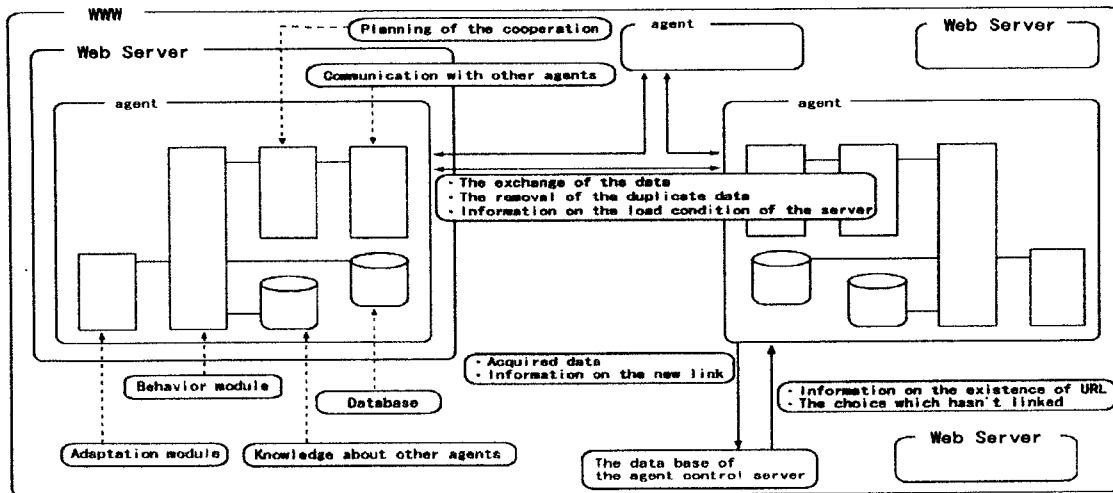 WWW
Planning of the cooperation
agent
Web Server
Web Server
Communication with other agents
agent
agent
・The exchange of the data
・The removal of the duplicate data
・Information on the load condition of the server
・Acquired data
・Information on the new link
Behavior module
・Information on the existence of URL
・The choice which hasn't linked
Database
Adaptation module
Knowledge about other agents
Web Server
The data base of
the agent control server